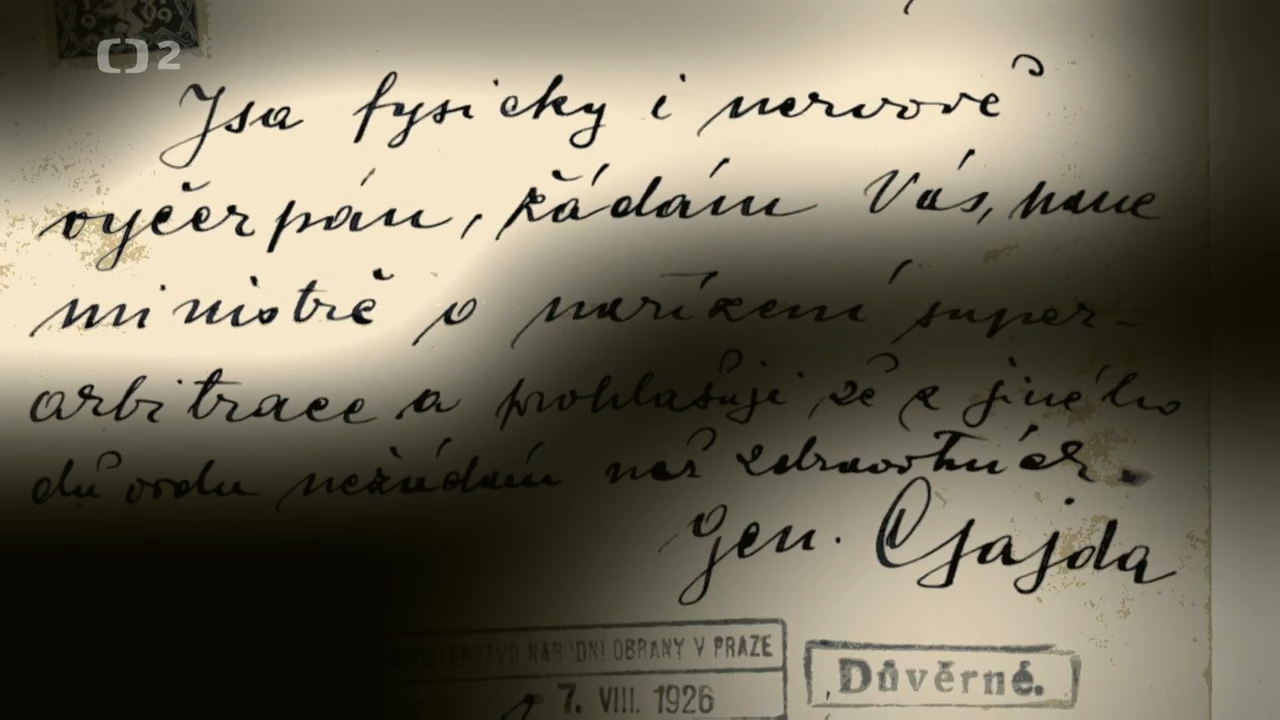 2
Jsa fysicky i nervově
vyčerpán, žádám Vás, pane
ministře o nařízení super-
arbitrace a prohlašuji že z jiného
důvodu nežádám než zdravotních.
Gen. Gajda
MINISTERSTVO NÁRODNÍ OBRANY V PRAZE
7. VIII. 1926
Důvěrné.